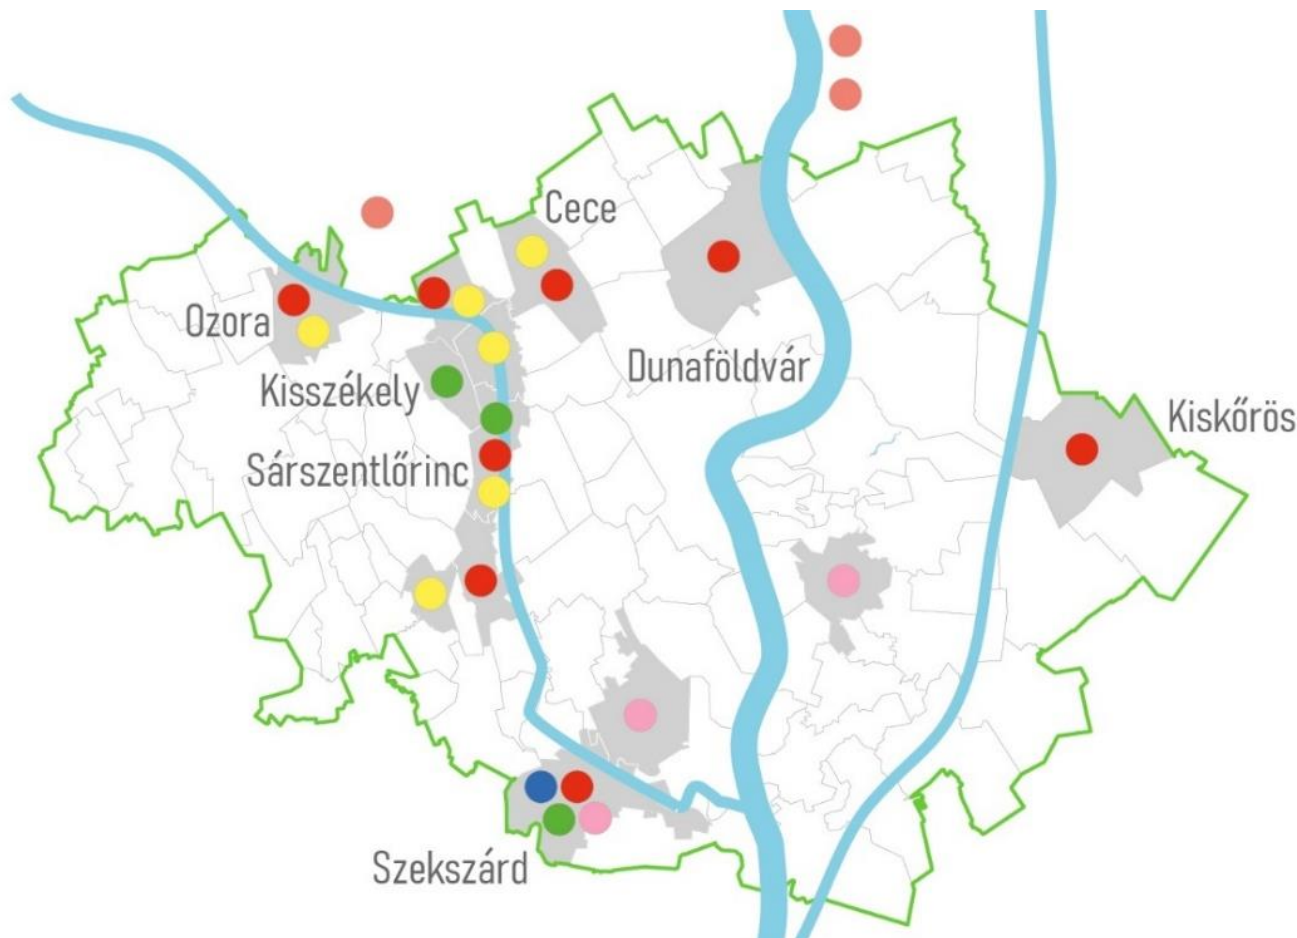 Cece
Ozora
Dunaföldvár
Kisszékely
Kiskőrös
Sárszentlőrinc
Szekszárd